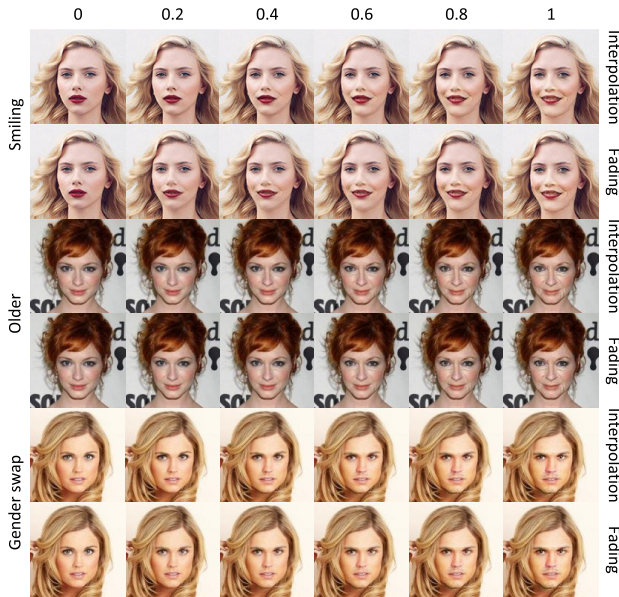 0 0.2 0.4 0.6 0.8 1
Smiling
Interpolation
Fading
Older
Interpolation
Fading
Gender swap
Interpolation
Fading